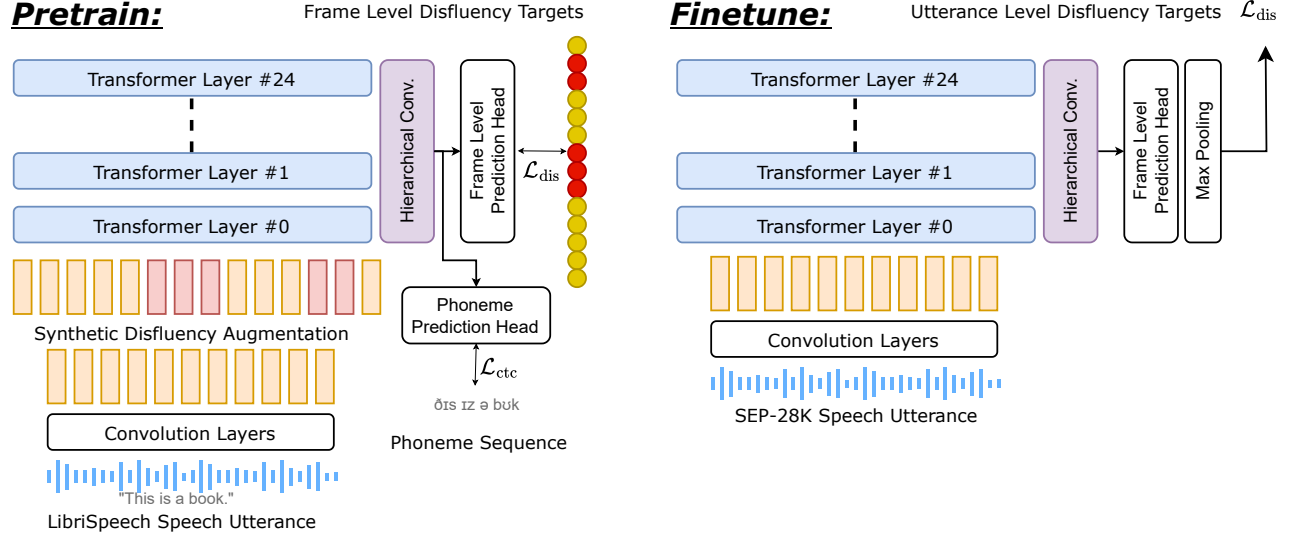 Pretrain:
Frame Level Disfluency Targets
Transformer Layer #24
Transformer Layer #1
Transformer Layer #0
Hierarchical Conv.
Frame Level
Prediction Head
ℒdis
Synthetic Disfluency Augmentation
Phoneme
Prediction Head
ℒctc
ðɪs ɪz ə bʊk
Phoneme Sequence
Convolution Layers
"This is a book."
LibriSpeech Speech Utterance
Finetune:
Utterance Level Disfluency Targets
ℒdis
Transformer Layer #24
Transformer Layer #1
Transformer Layer #0
Hierarchical Conv.
Frame Level
Prediction Head
Max Pooling
Convolution Layers
SEP-28K Speech Utterance